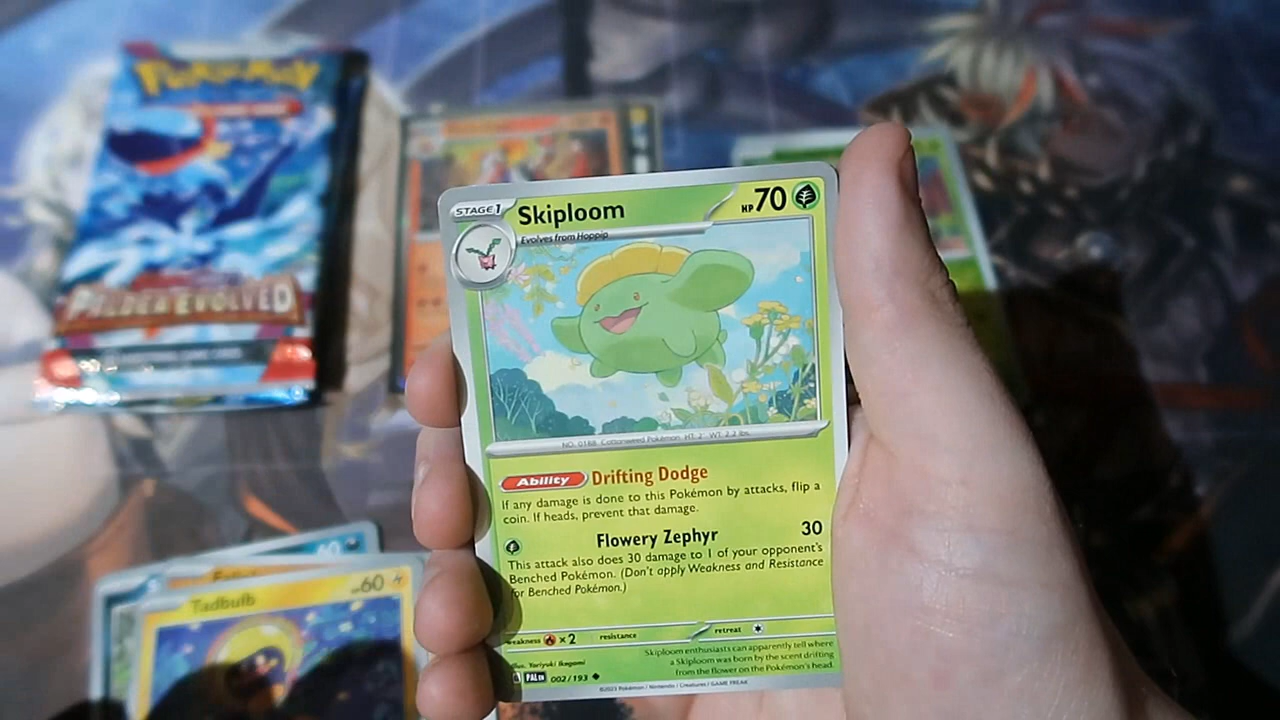 Pokémon
PALDEA EVOLVED
STAGE 1
Skiploom
HP 70
Evolves from Hoppip
NO. 0188 Cottonweed Pokémon HT: 2' WT: 2.2 lbs.
Ability Drifting Dodge
If any damage is done to this Pokémon by attacks, flip a
coin. If heads, prevent that damage.
Flowery Zephyr 30
This attack also does 30 damage to 1 of your opponent's
Benched Pokémon. (Don't apply Weakness and Resistance
for Benched Pokémon.)
weakness ×2 resistance retreat
Skiploom enthusiasts can apparently tell where
a Skiploom was born by the scent drifting
from the flower on the Pokémon's head.
Illus. Yoriyuki Ikegami
PAL EN 002/193
©2023 Pokémon / Nintendo / Creatures / GAME FREAK
60
Tadbulb
60